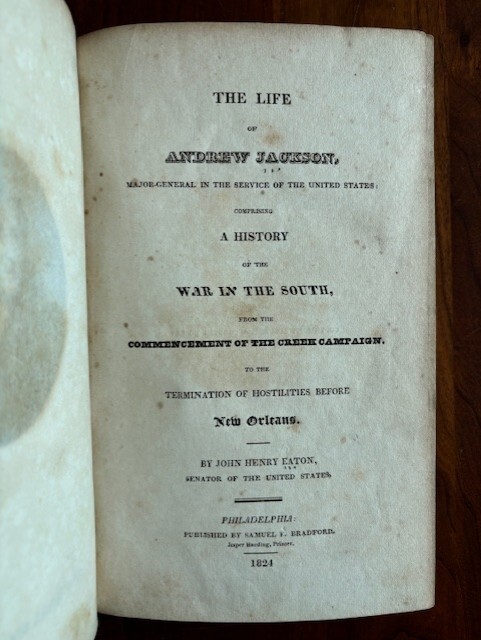 THE LIFE
OF
ANDREW JACKSON,
MAJOR-GENERAL IN THE SERVICE OF THE UNITED STATES:
COMPRISING
A HISTORY
OF THE
WAR IN THE SOUTH,
FROM THE
COMMENCEMENT OF THE CREEK CAMPAIGN,
TO THE
TERMINATION OF HOSTILITIES BEFORE
New Orleans.
BY JOHN HENRY EATON,
SENATOR OF THE UNITED STATES.
PHILADELPHIA:
PUBLISHED BY SAMUEL F. BRADFORD.
Jesper Harding, Printer.
1824